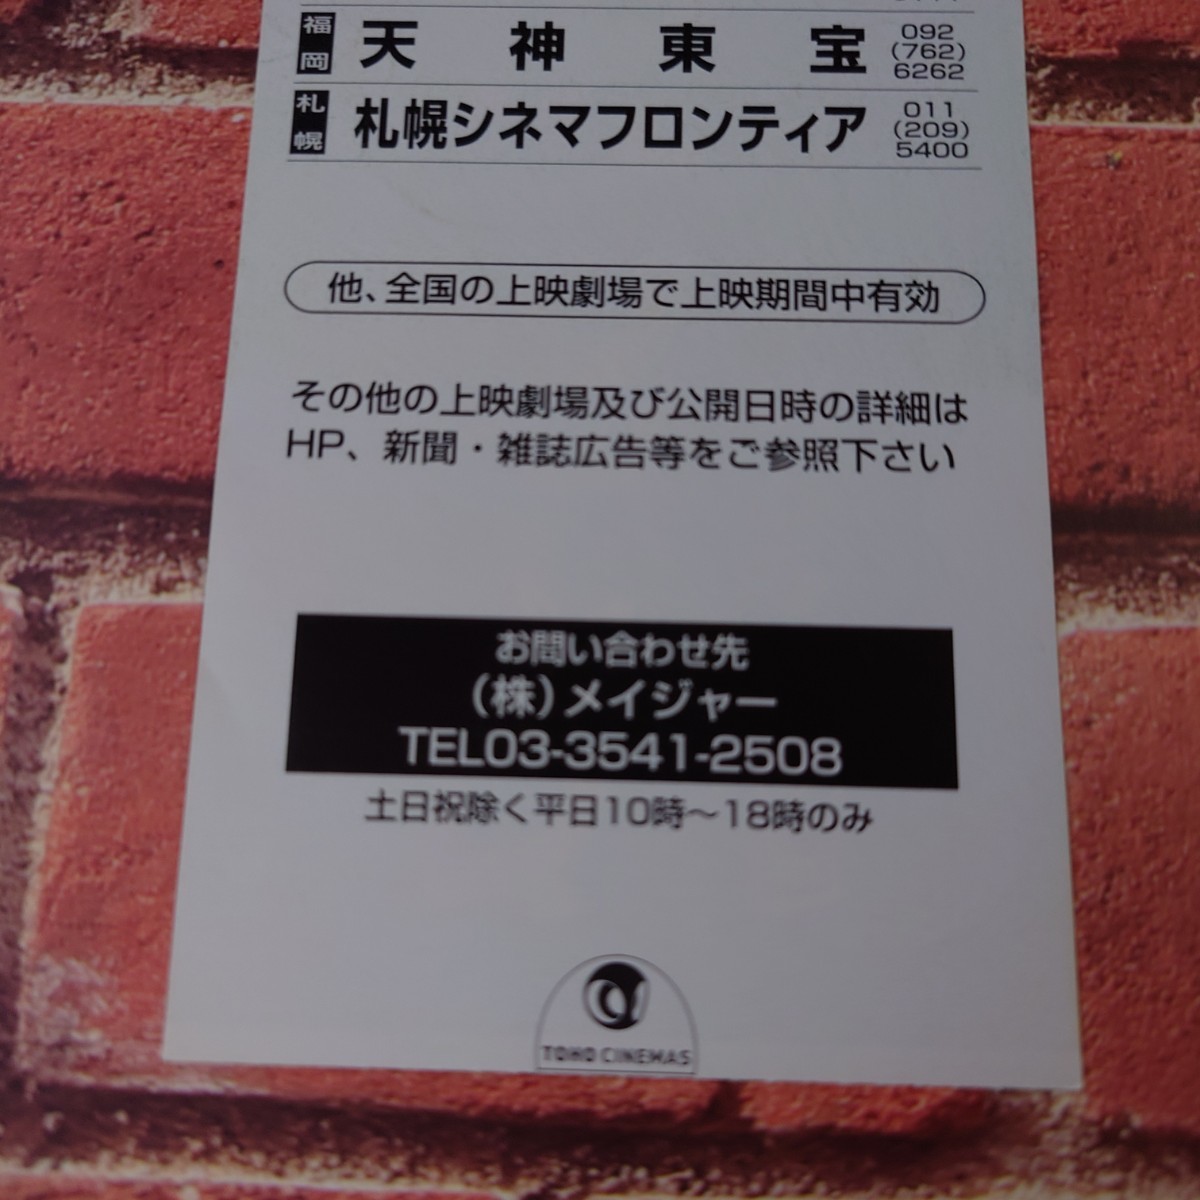 福岡 天神東宝 092(762)6262
札幌 札幌シネマフロンティア 011(209)5400
他、全国の上映劇場で上映期間中有効
その他の上映劇場及び公開日時の詳細は
HP、新聞・雑誌広告等をご参照下さい
お問い合わせ先
（株）メイジャー
TEL03-3541-2508
土日祝除く平日10時〜18時のみ
TOHO CINEMAS